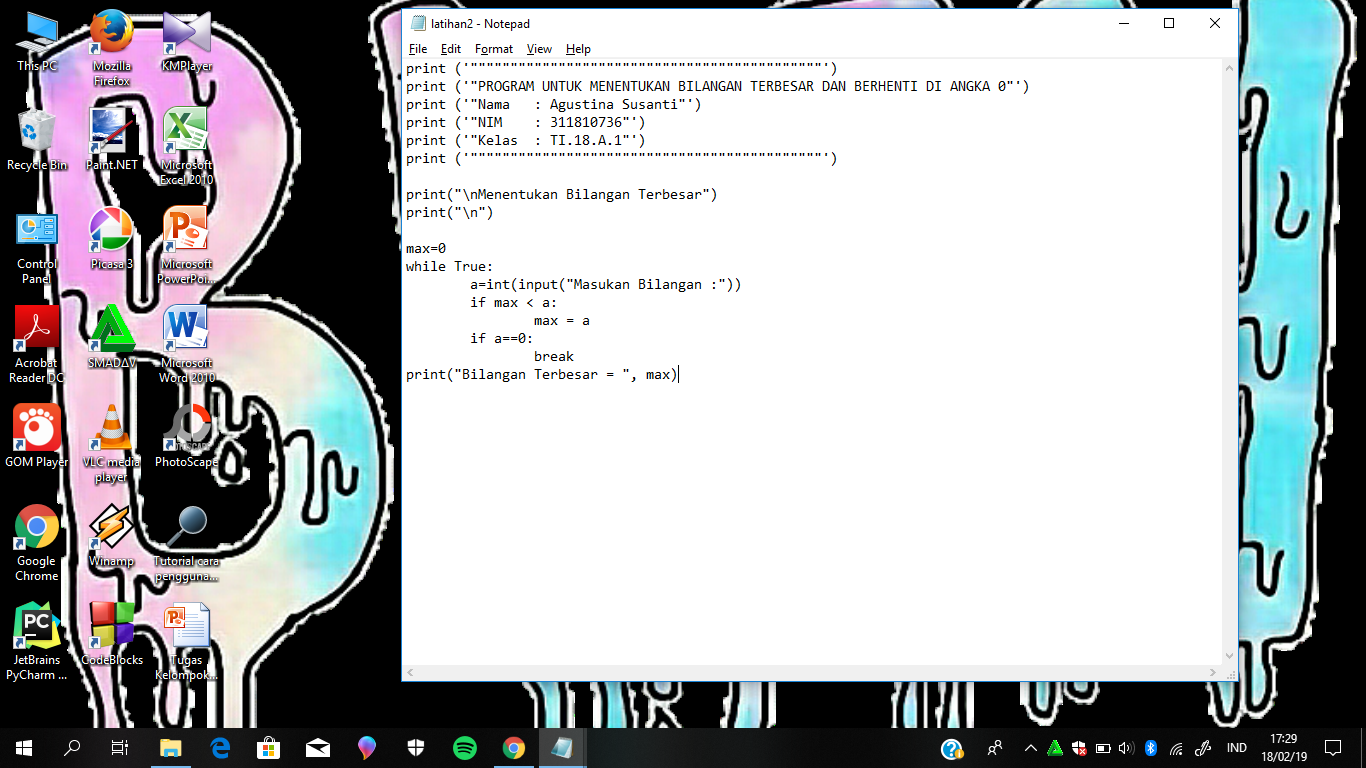 This PC
Mozilla
Firefox
KMPlayer
Recycle Bin
Paint.NET
Microsoft
Excel 2010
Control
Panel
Picasa 3
Microsoft
PowerPoi...
Acrobat
Reader DC
SMADAV
Microsoft
Word 2010
GOM Player
VLC media
player
PhotoScape
Google
Chrome
Winamp
Tutorial cara
pengguna...
PC
JetBrains
PyCharm ...
CodeBlocks
Tugas
Kelompok...
latihan2 - Notepad
File Edit Format View Help
print ('""""""""""""""""""""""""""""""""""""""""""""')
print ('"PROGRAM UNTUK MENENTUKAN BILANGAN TERBESAR DAN BERHENTI DI ANGKA 0"')
print ('"Nama   : Agustina Susanti"')
print ('"NIM    : 311810736"')
print ('"Kelas  : TI.18.A.1"')
print ('""""""""""""""""""""""""""""""""""""""""""""')
print("\nMenentukan Bilangan Terbesar")
print("\n")
max=0
while True:
        a=int(input("Masukan Bilangan :"))
        if max < a:
                max = a
        if a==0:
                break
print("Bilangan Terbesar = ", max)
IND
17:29
18/02/19